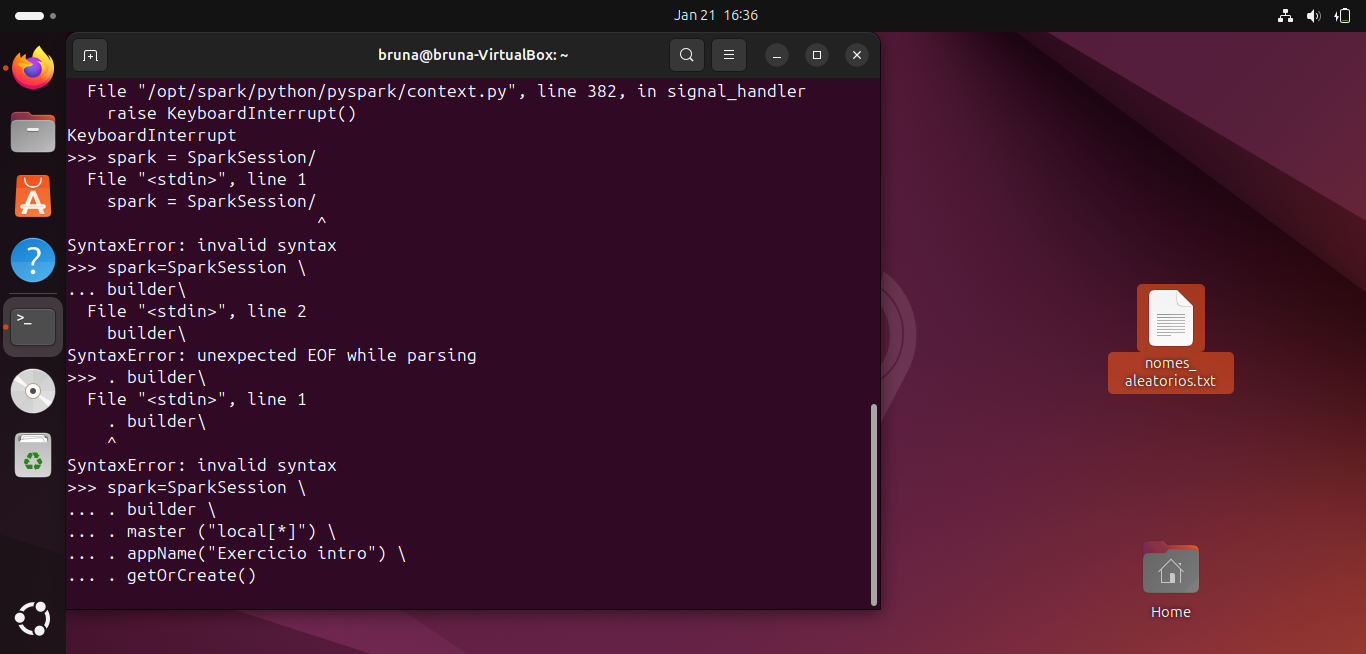 Jan 21 16:36
bruna@bruna-VirtualBox: ~
  File "/opt/spark/python/pyspark/context.py", line 382, in signal_handler
    raise KeyboardInterrupt()
KeyboardInterrupt
>>> spark = SparkSession/
  File "<stdin>", line 1
    spark = SparkSession/
                         ^
SyntaxError: invalid syntax
>>> spark=SparkSession \
... builder\
  File "<stdin>", line 2
    builder\
SyntaxError: unexpected EOF while parsing
>>> . builder\
  File "<stdin>", line 1
    . builder\
    ^
SyntaxError: invalid syntax
>>> spark=SparkSession \
... . builder \
... . master ("local[*]") \
... . appName("Exercicio intro") \
... . getOrCreate()
nomes_
aleatorios.txt
Home